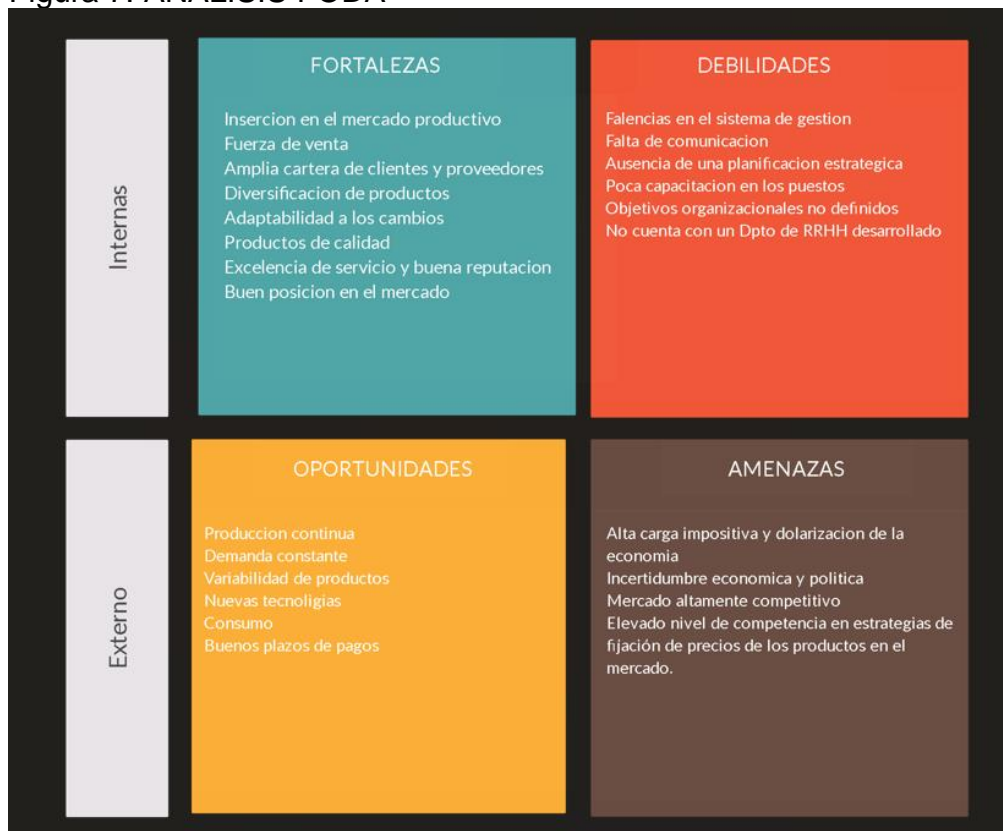 Internas
FORTALEZAS
Insercion en el mercado productivo
Fuerza de venta
Amplia cartera de clientes y proveedores
Diversificacion de productos
Adaptabilidad a los cambios
Productos de calidad
Excelencia de servicio y buena reputacion
Buen posicion en el mercado
DEBILIDADES
Falencias en el sistema de gestion
Falta de comunicacion
Ausencia de una planificacion estrategica
Poca capacitacion en los puestos
Objetivos organizacionales no definidos
No cuenta con un Dpto de RRHH desarrollado
Externo
OPORTUNIDADES
Produccion continua
Demanda constante
Variabilidad de productos
Nuevas tecnoligias
Consumo
Buenos plazos de pagos
AMENAZAS
Alta carga impositiva y dolarizacion de la
economia
Incertidumbre economica y politica
Mercado altamente competitivo
Elevado nivel de competencia en estrategias de
fijación de precios de los productos en el
mercado.